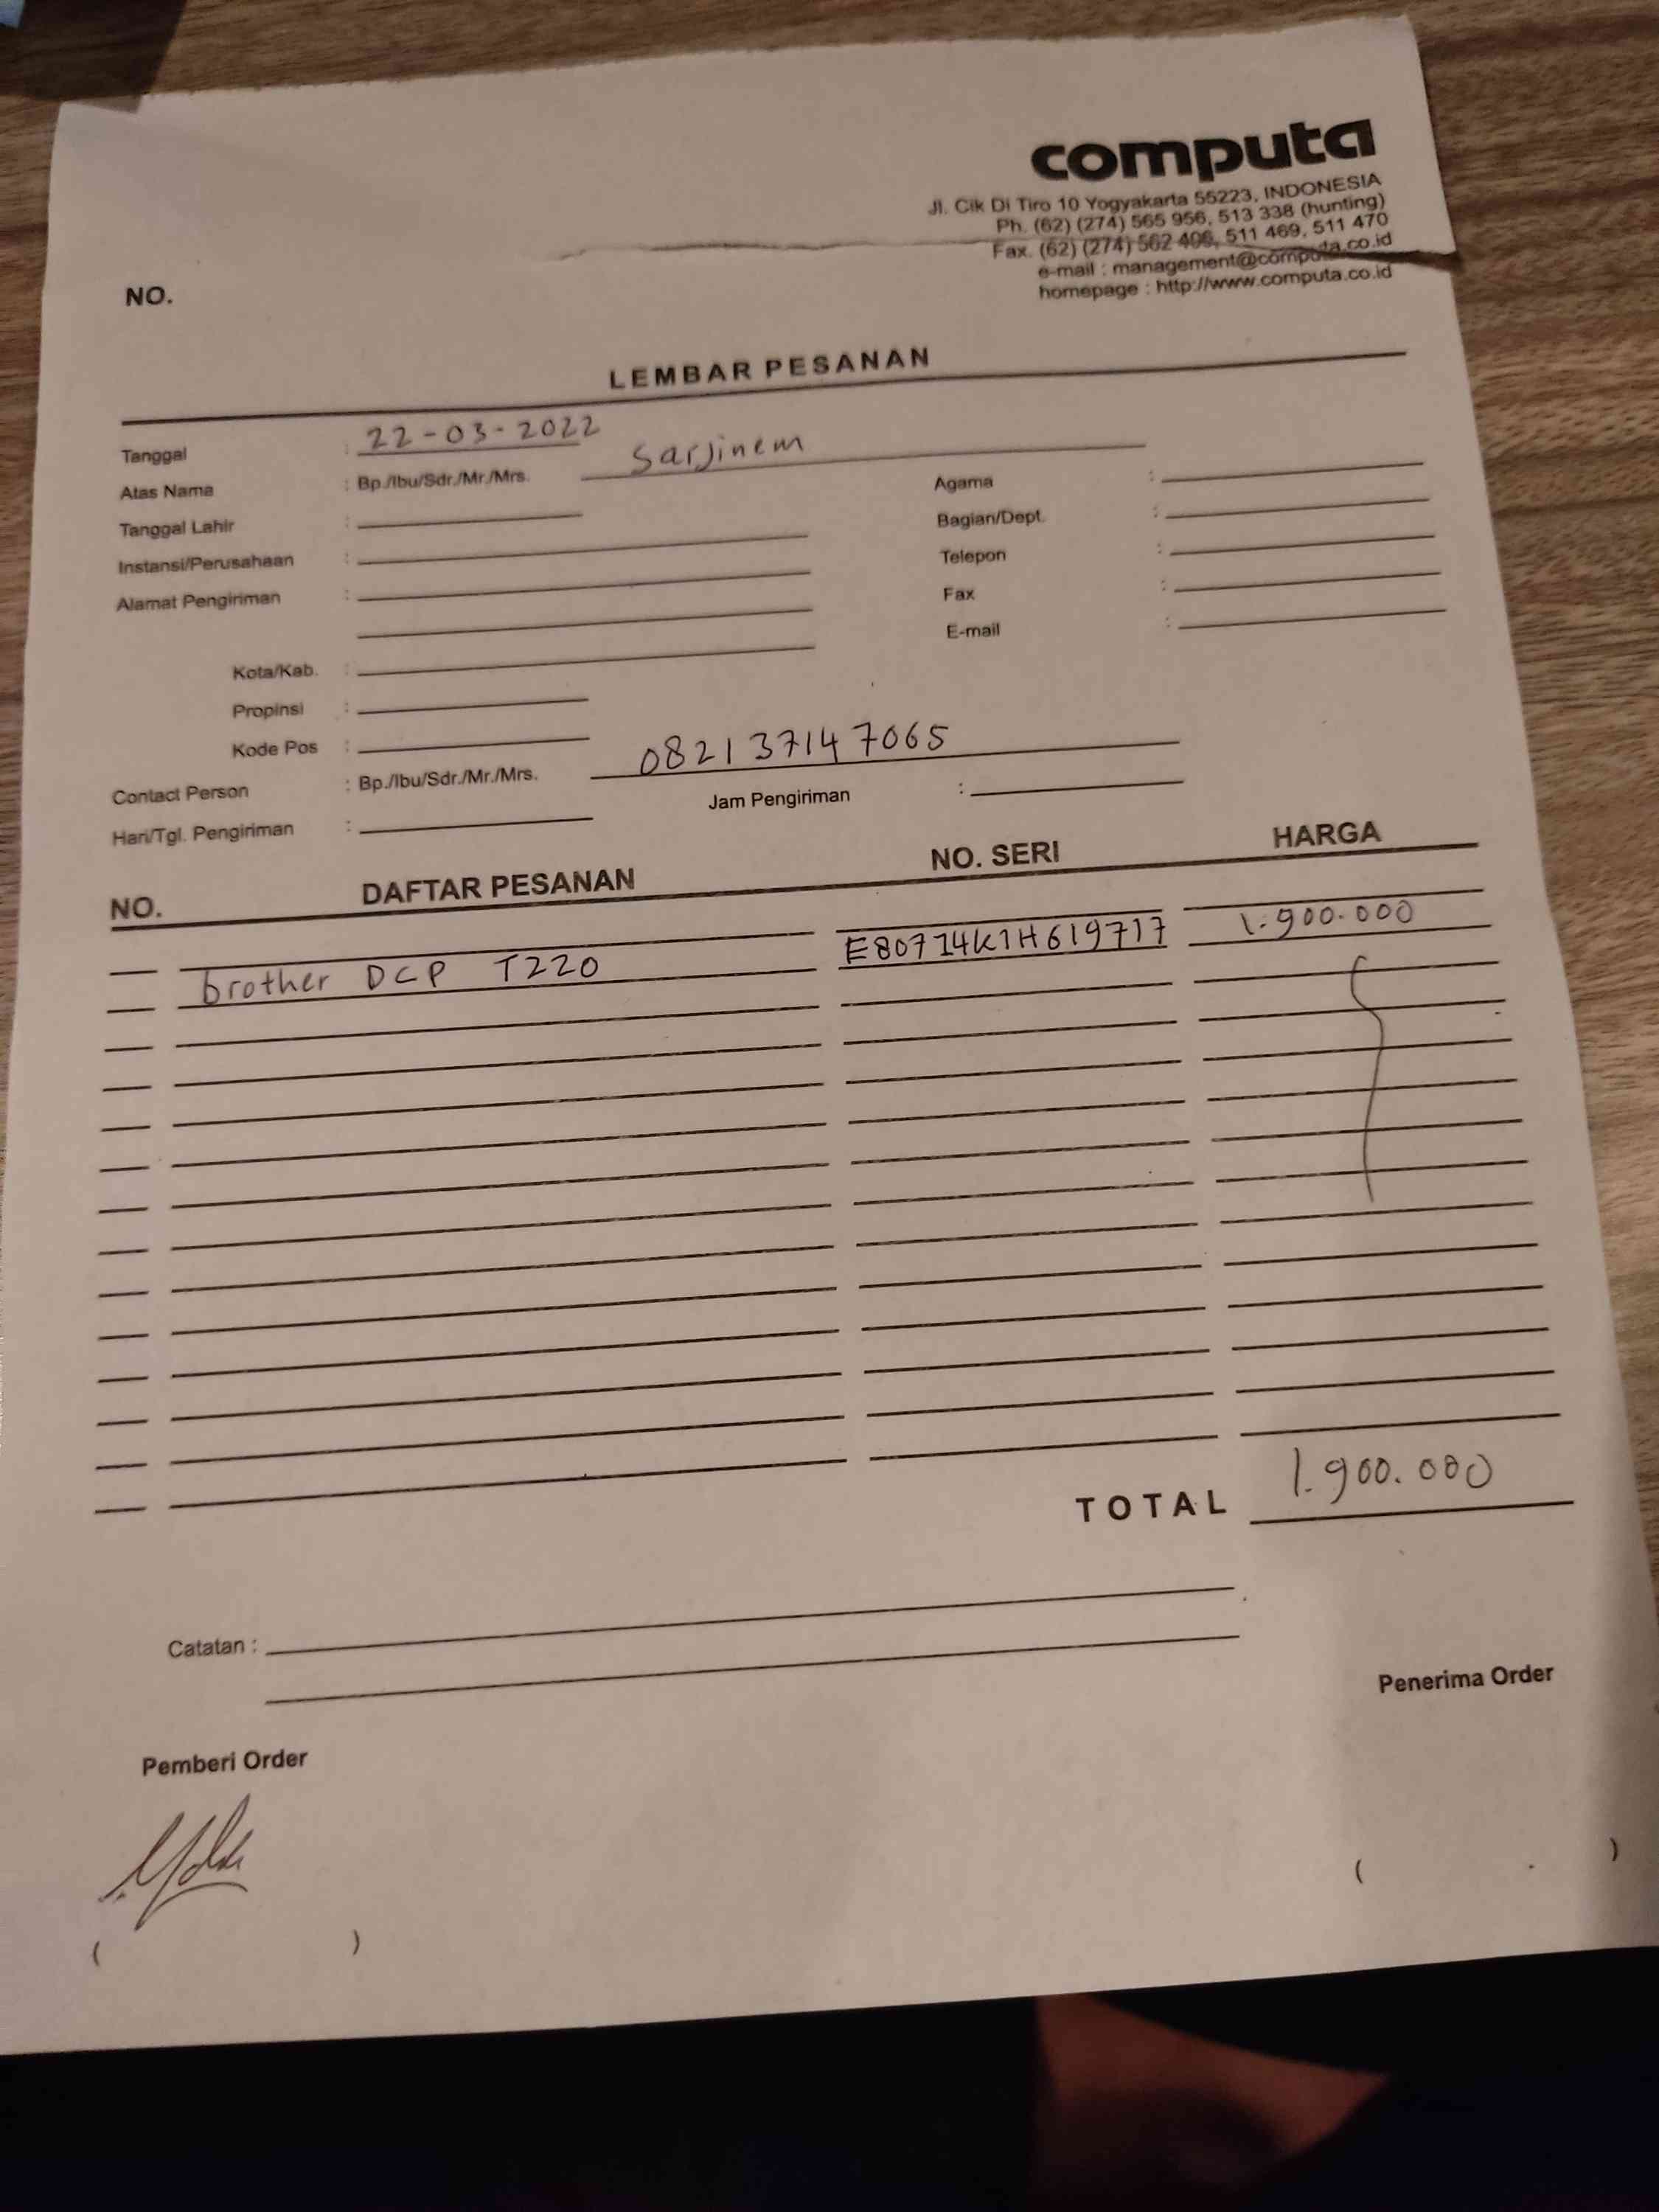 computa
Jl. Cik Di Tiro 10 Yogyakarta 55223, INDONESIA
Ph. (62) (274) 565 956, 513 338 (hunting)
Fax. (62) (274) 562 406, 511 469, 511 470
e-mail : management@computa.co.id
homepage : http://www.computa.co.id
NO.
LEMBAR PESANAN
Tanggal : 22-03-2022
Atas Nama : Bp./Ibu/Sdr./Mr./Mrs. Sarjinem
Tanggal Lahir :
Instansi/Perusahaan :
Alamat Pengiriman :
Kota/Kab. :
Propinsi :
Kode Pos :
Agama :
Bagian/Dept. :
Telepon :
Fax :
E-mail :
Contact Person : Bp./Ibu/Sdr./Mr./Mrs. 082137147065
Hari/Tgl. Pengiriman : Jam Pengiriman :
NO. DAFTAR PESANAN NO. SERI HARGA
brother DCP T220 E80714K1H619717 1.900.000
TOTAL 1.900.000
Catatan :
Penerima Order
Pemberi Order
( )
( )